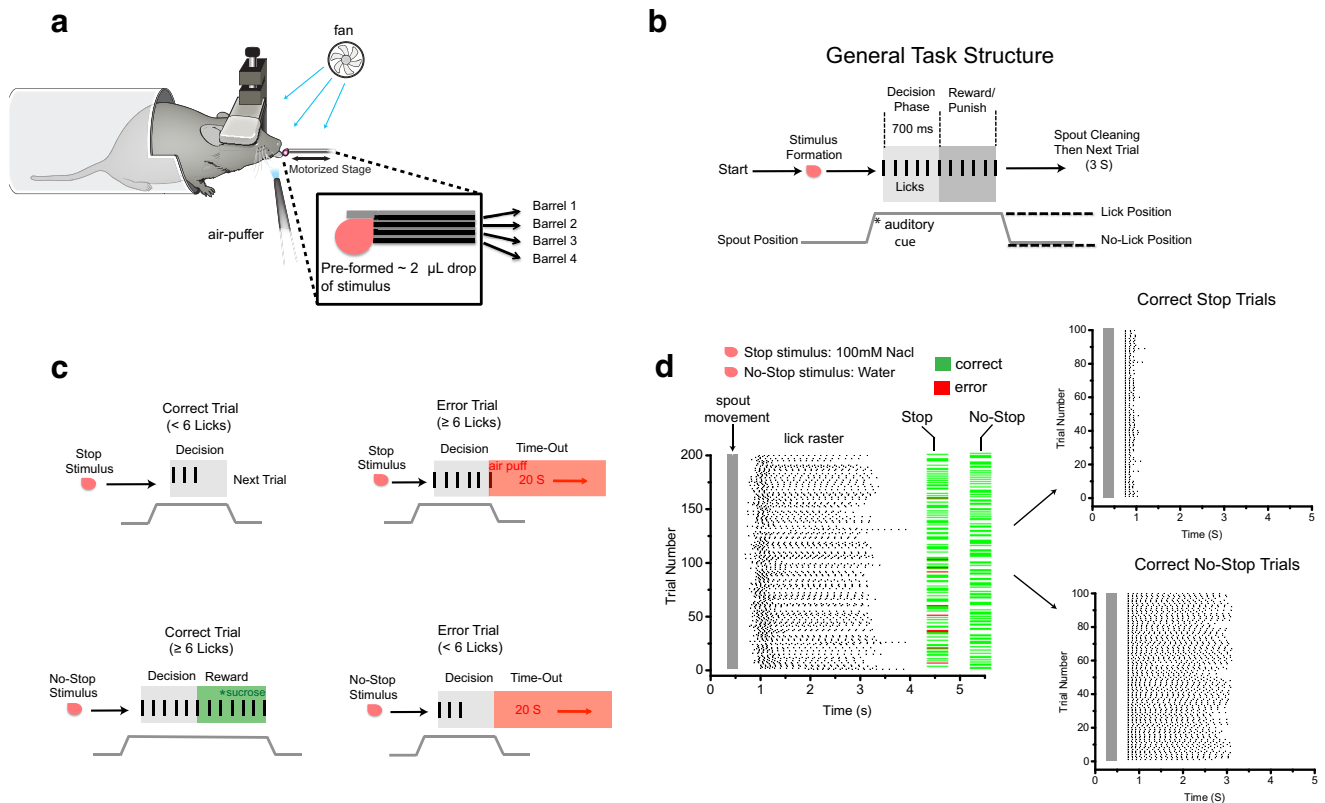 a
fan
Motorized Stage
air-puffer
Pre-formed ~ 2 µL drop
of stimulus
Barrel 1
Barrel 2
Barrel 3
Barrel 4
b
General Task Structure
Decision
Phase
700 ms
Reward/
Punish
Start
Stimulus
Formation
Licks
Spout Cleaning
Then Next Trial
(3 S)
Spout Position
* auditory
cue
Lick Position
No-Lick Position
c
Correct Trial
(< 6 Licks)
Stop
Stimulus
Decision
Next Trial
Error Trial
(≥ 6 Licks)
Stop
Stimulus
Decision
Time-Out
air puff
20 S
Correct Trial
(≥ 6 Licks)
No-Stop
Stimulus
Decision
Reward
*sucrose
Error Trial
(< 6 Licks)
No-Stop
Stimulus
Decision
Time-Out
20 S
d
Stop stimulus: 100mM Nacl
No-Stop stimulus: Water
correct
error
spout
movement
lick raster
Stop
No-Stop
Trial Number
200
150
100
50
0
0 1 2 3 4 5
Time (s)
Correct Stop Trials
Trial Number
100
80
60
40
20
0
0 1 2 3 4 5
Time (S)
Correct No-Stop Trials
Trial Number
100
80
60
40
20
0
0 1 2 3 4 5
Time (S)